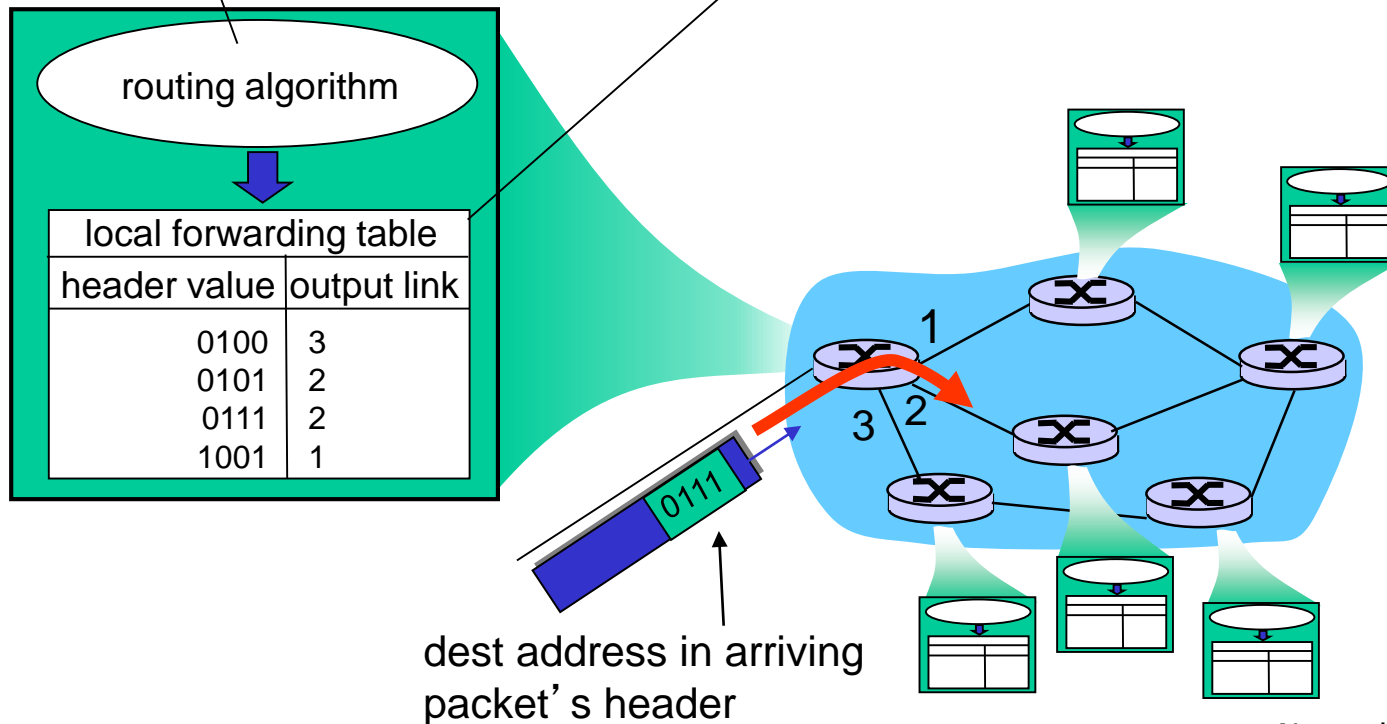 routing algorithm
local forwarding table
header value output link
0100 3
0101 2
0111 2
1001 1
1
2
3
0111
dest address in arriving
packet’s header